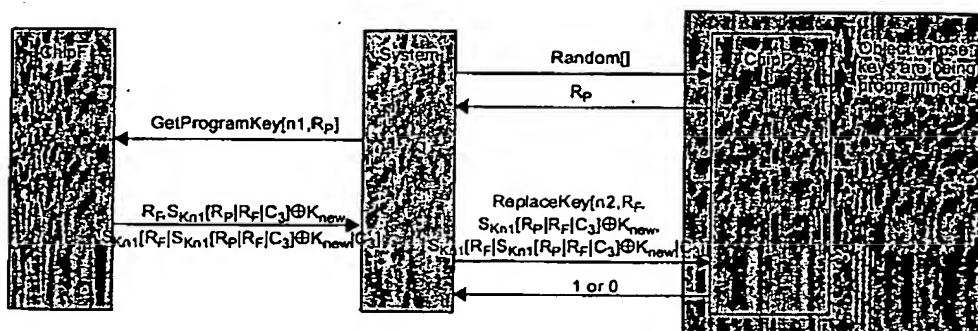 ChipF
System
ChipP
Object whose
keys are being
programmed
Random[]
R_P
GetProgramKey[n1,R_P]
R_F, S_Kn1[R_P|R_F|C_3]⊕K_new
S_Kn1[R_F|S_Kn1[R_P|R_F|C_3]⊕K_new|C_3]
ReplaceKey[n2,R_F,
S_Kn1[R_P|R_F|C_3]⊕K_new,
S_Kn1[R_F|S_Kn1[R_P|R_F|C_3]⊕K_new|C_3]
1 or 0